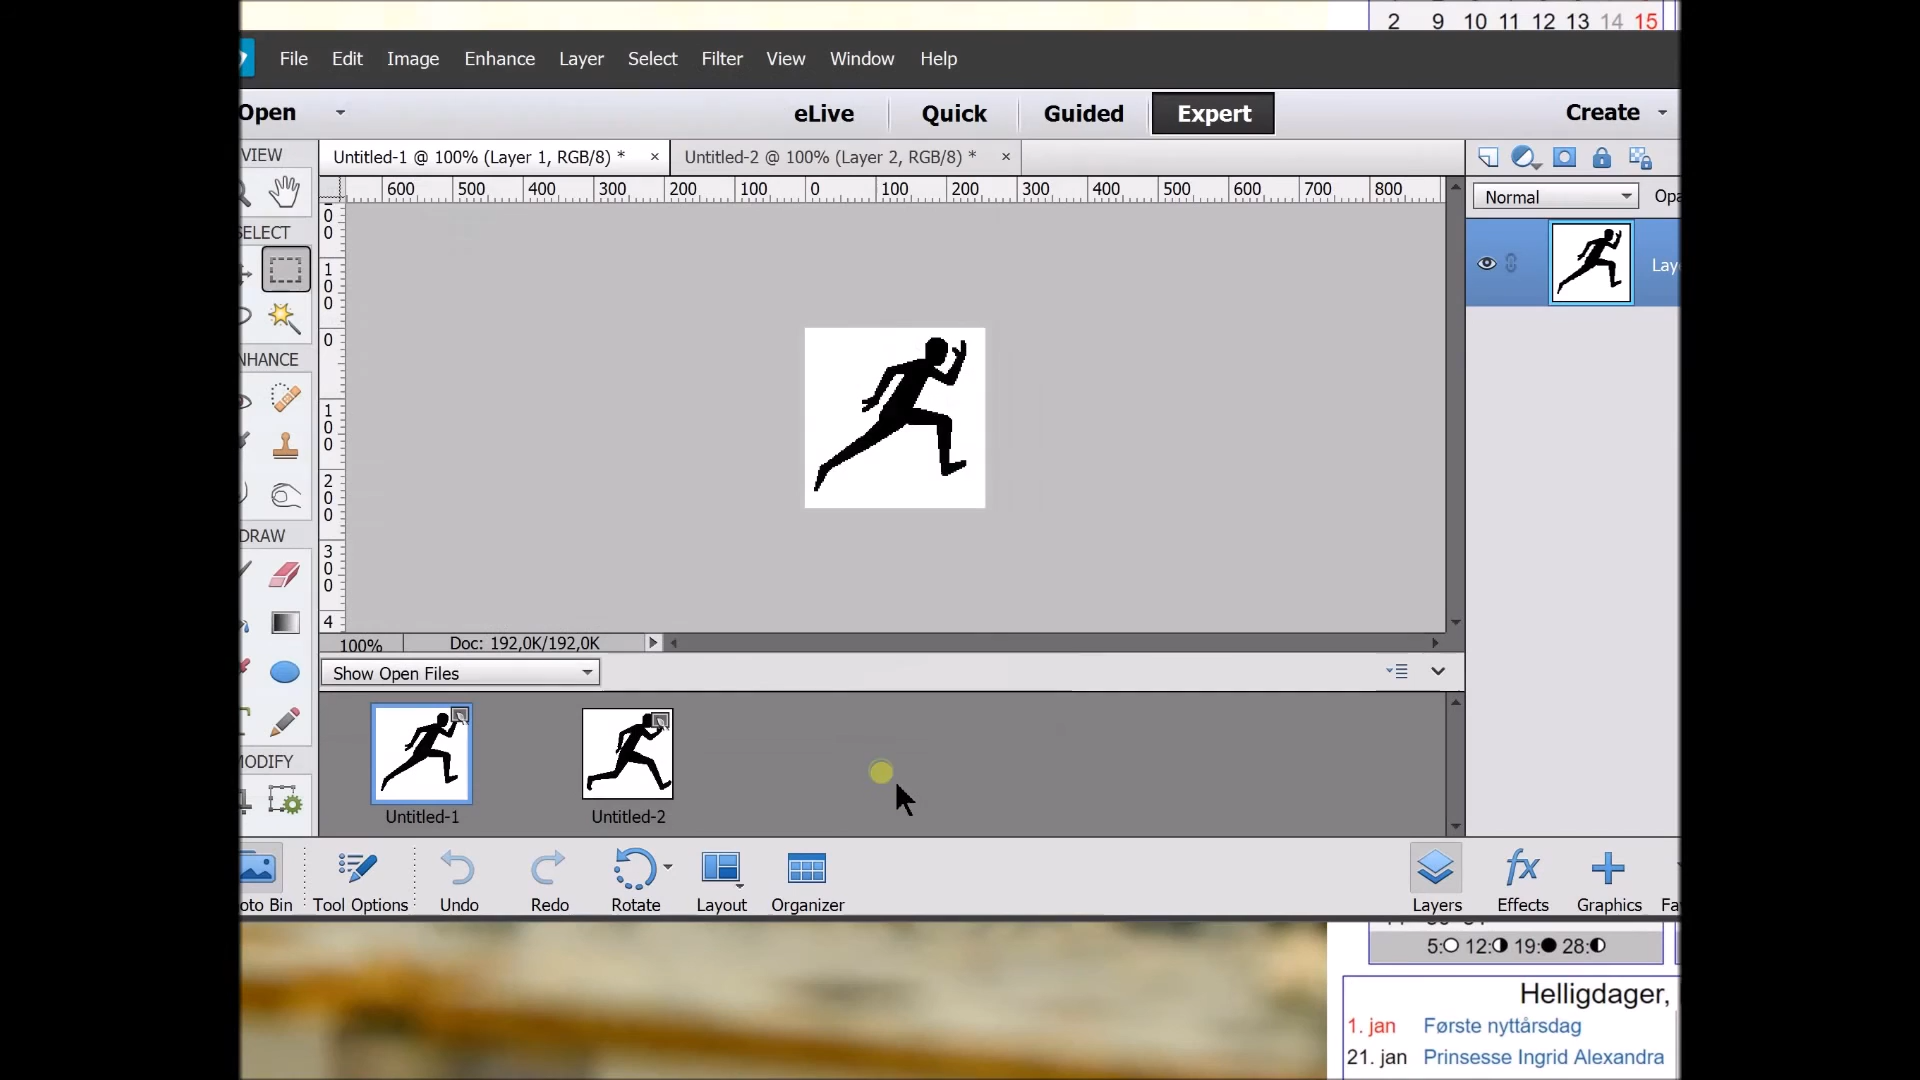 2 9 10 11 12 13 14 15
File Edit Image Enhance Layer Select Filter View Window Help
Open eLive Quick Guided Expert Create
VIEW
Untitled-1 @ 100% (Layer 1, RGB/8) * × Untitled-2 @ 100% (Layer 2, RGB/8) * ×
600 500 400 300 200 100 0 100 200 300 400 500 600 700 800
Normal Opa
SELECT
Lay
0
0
1
0
0
0
1
0
0
2
0
0
3
0
0
4
NHANCE
DRAW
MODIFY
100% Doc: 192,0K/192,0K
Show Open Files
Untitled-1 Untitled-2
oto Bin Tool Options Undo Redo Rotate Layout Organizer Layers Effects fx Graphics Fa
5: 12: 19: 28:
Helligdager,
1. jan Første nyttårsdag
21. jan Prinsesse Ingrid Alexandra